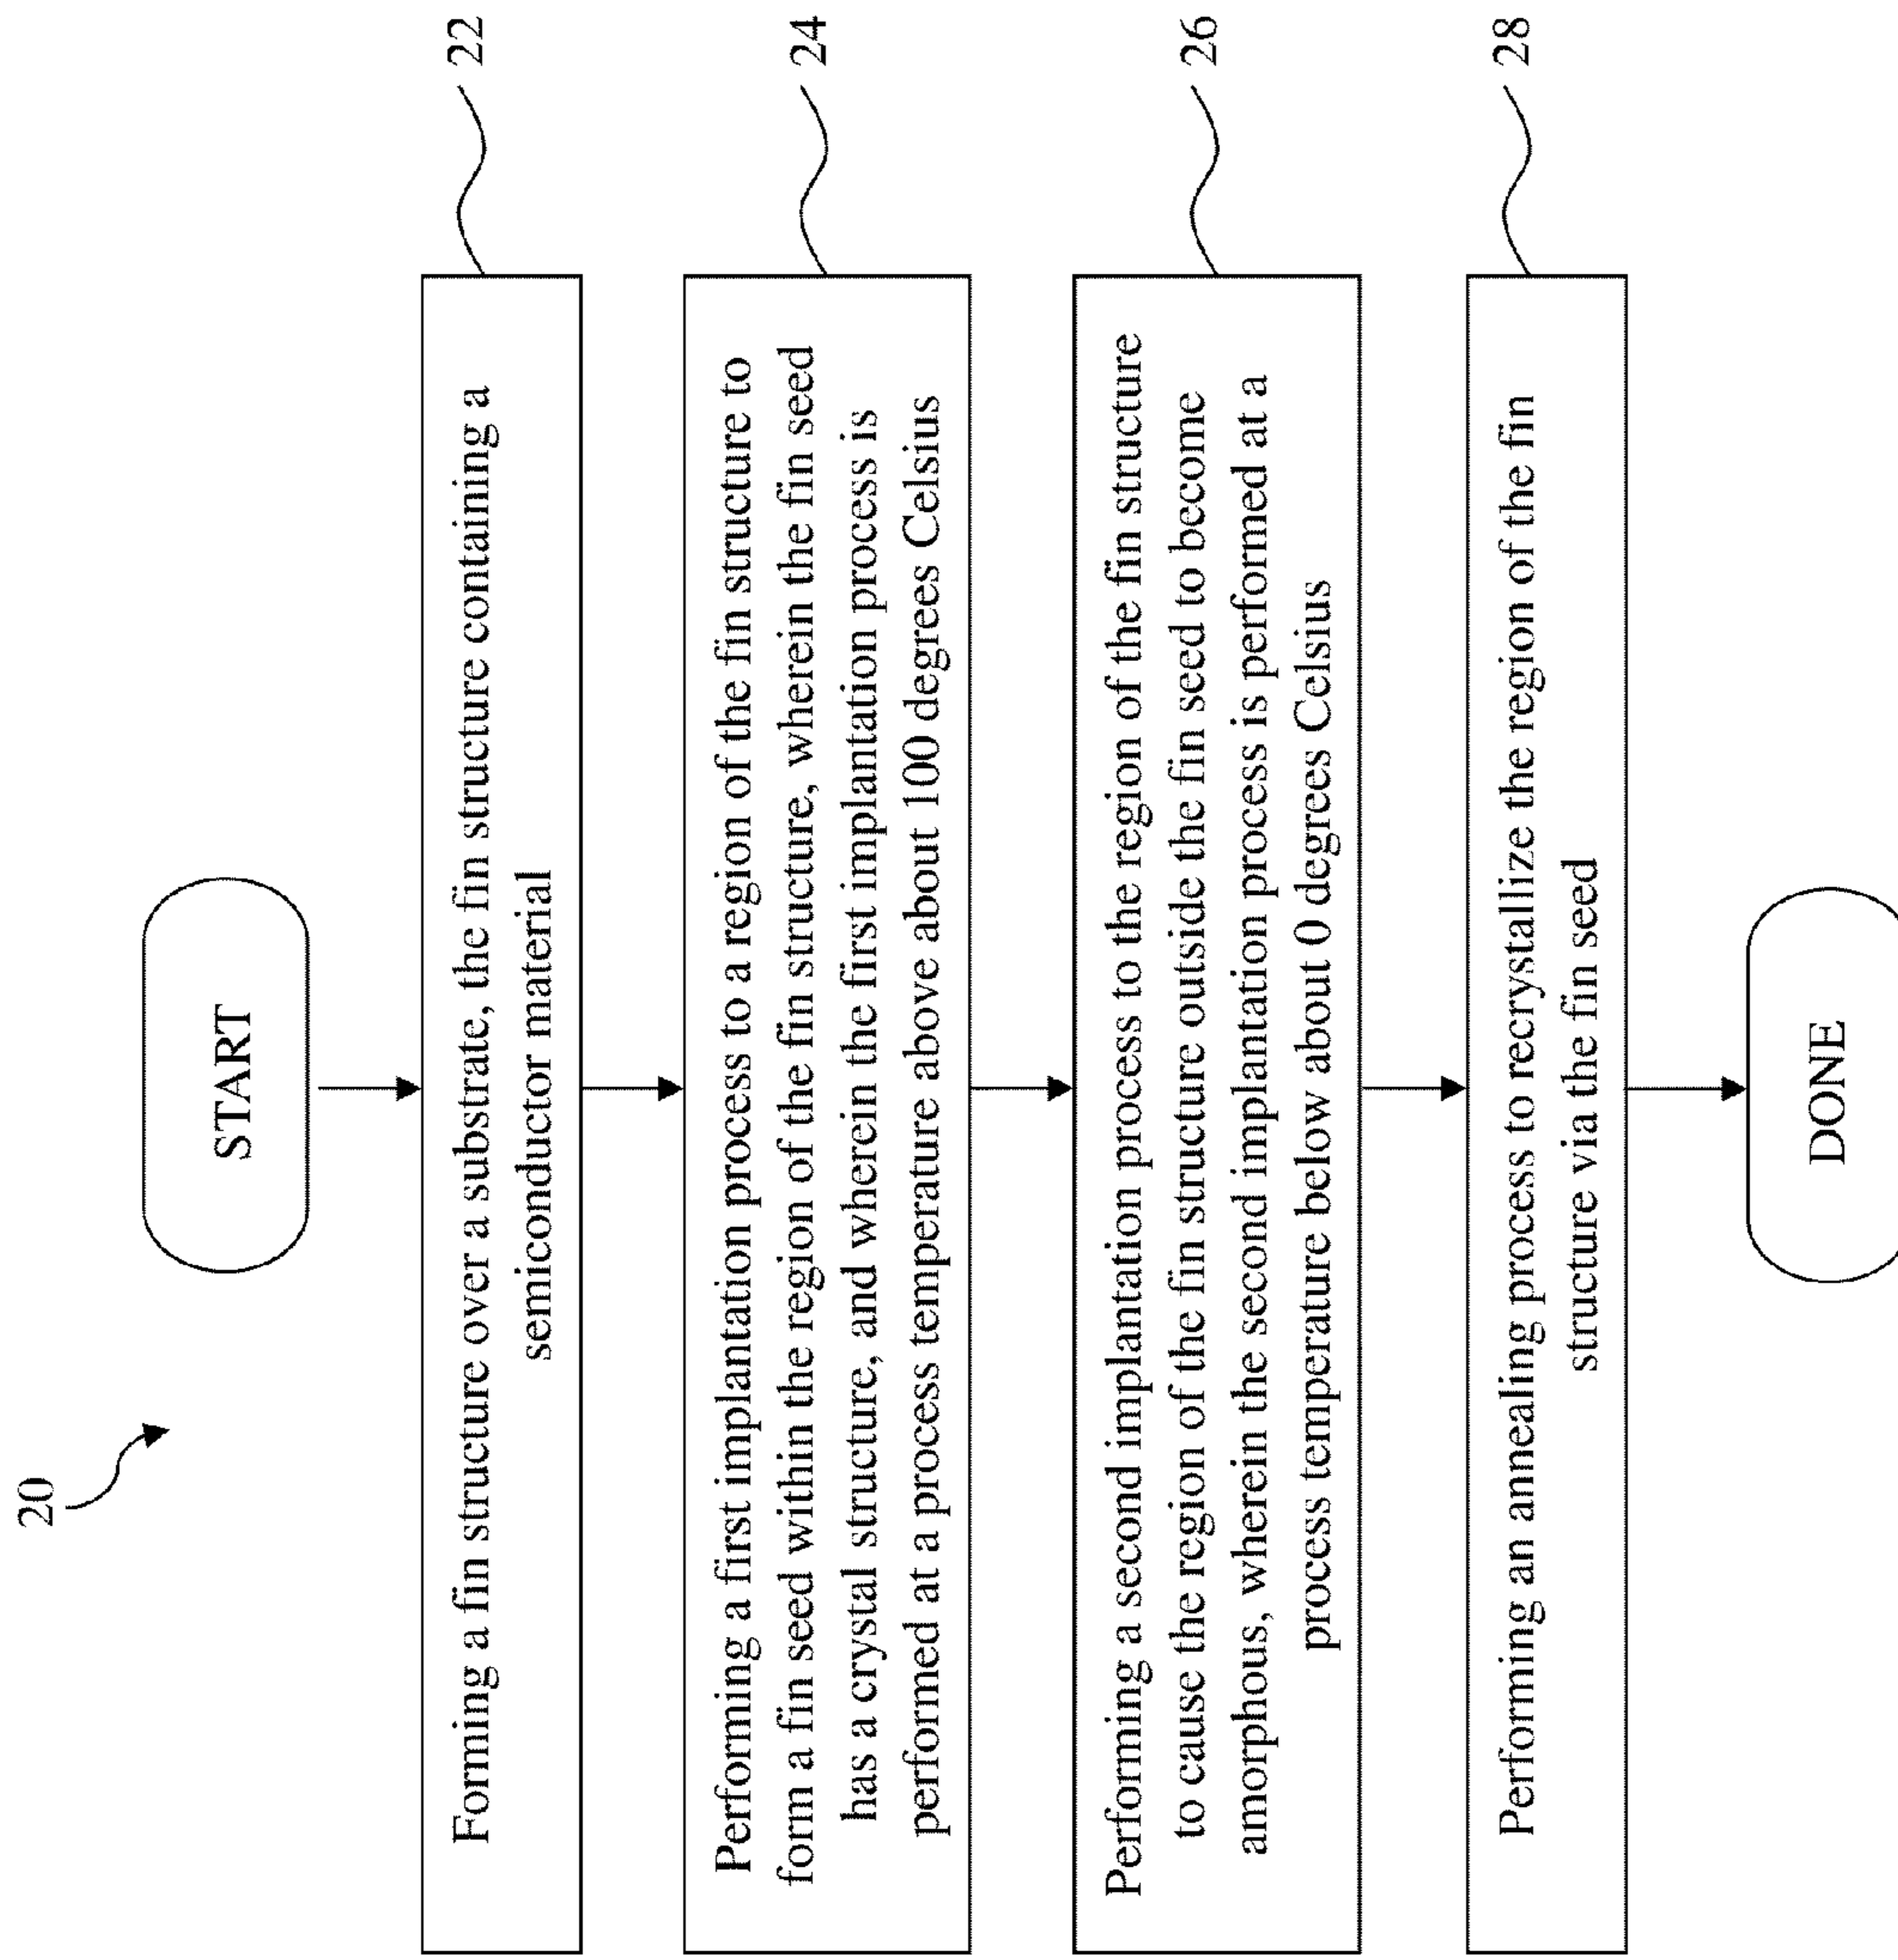 20
START
Forming a fin structure over a substrate, the fin structure containing a
semiconductor material
22
Performing a first implantation process to a region of the fin structure to
form a fin seed within the region of the fin structure, wherein the fin seed
has a crystal structure, and wherein the first implantation process is
performed at a process temperature above about 100 degrees Celsius
24
Performing a second implantation process to the region of the fin structure
to cause the region of the fin structure outside the fin seed to become
amorphous, wherein the second implantation process is performed at a
process temperature below about 0 degrees Celsius
26
Performing an annealing process to recrystallize the region of the fin
structure via the fin seed
28
DONE